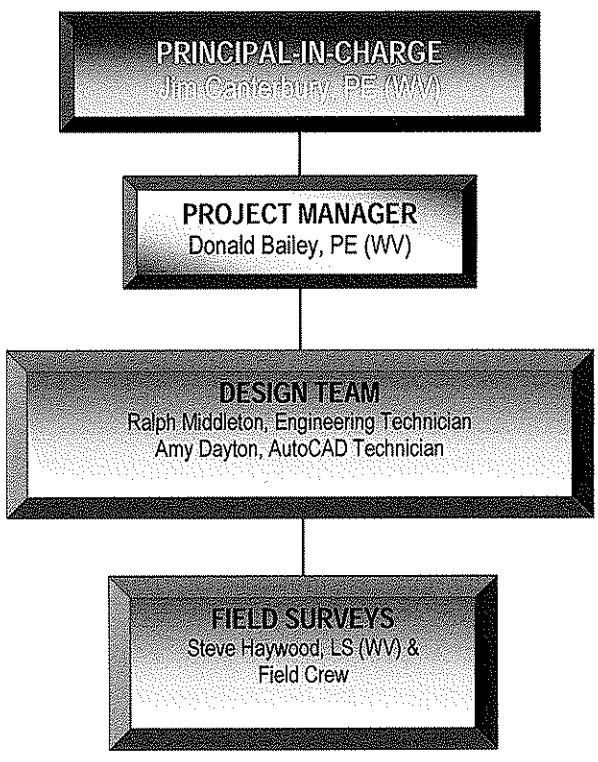 PRINCIPAL-IN-CHARGE
Jim Canterbury, PE (WV)
PROJECT MANAGER
Donald Bailey, PE (WV)
DESIGN TEAM
Ralph Middleton, Engineering Technician
Amy Dayton, AutoCAD Technician
FIELD SURVEYS
Steve Haywood, LS (WV) &
Field Crew